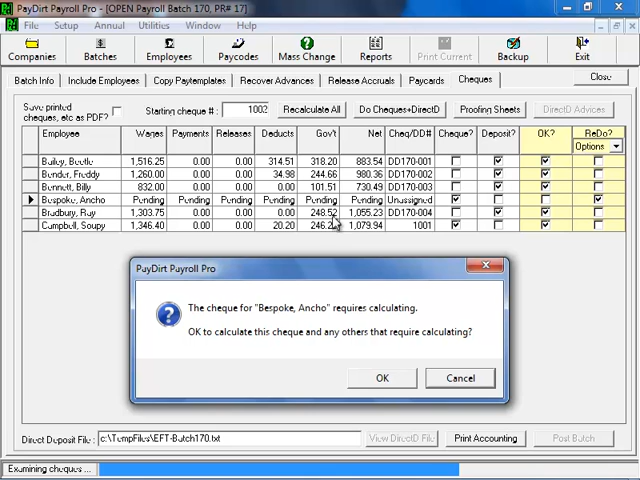 PayDirt Payroll Pro - [OPEN Payroll Batch 170, PR# 17]
File Setup Annual Utilities Window Help
Companies Batches Employees Paycodes Mass Change Reports Print Current Backup Exit
Batch Info Include Employees Copy Paytemplates Recover Advances Release Accruals Paycards Cheques Close
Save printed cheques, etc as PDF? Starting cheque #: 1002 Recalculate All Do Cheques+DirectD Proofing Sheets DirectD Advices
Employee Wages Payments Releases Deducts Gov't Net Cheq/DD# Cheque? Deposit? OK? ReDo?
Options
Bailey, Beetle 1,516.25 0.00 0.00 314.51 318.20 883.54 DD170-001
Bender, Freddy 1,260.00 0.00 0.00 34.98 244.66 980.36 DD170-002
Bennett, Billy 832.00 0.00 0.00 0.00 101.51 730.49 DD170-003
Bespoke, Ancho Pending Pending Pending Pending Pending Pending Unassigned
Bradbury, Ray 1,303.75 0.00 0.00 0.00 248.52 1,055.23 DD170-004
Campbell, Soupy 1,346.40 0.00 0.00 20.20 246.2 1,079.94 1001
PayDirt Payroll Pro
The cheque for "Bespoke, Ancho" requires calculating.
OK to calculate this cheque and any others that require calculating?
OK Cancel
Direct Deposit File: c:\TempFiles\EFT-Batch170.txt View DirectD File Print Accounting Post Batch
Examining cheques ...